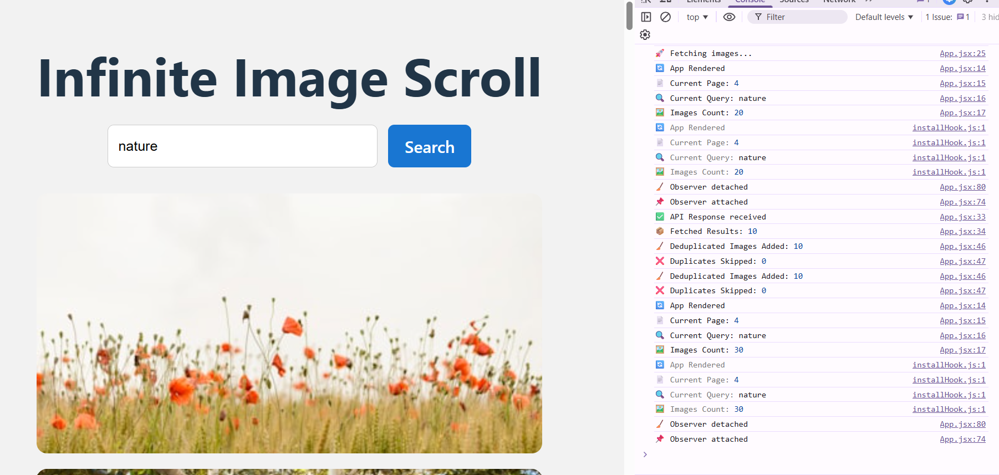 Elements Console Sources Network » 1
top ▼ Filter Default levels ▼ 1 Issue: 1 3 hid
Infinite Image Scroll
nature
Search
Fetching images... App.jsx:25
App Rendered App.jsx:14
Current Page: 4 App.jsx:15
Current Query: nature App.jsx:16
Images Count: 20 App.jsx:17
App Rendered installHook.js:1
Current Page: 4 installHook.js:1
Current Query: nature installHook.js:1
Images Count: 20 installHook.js:1
Observer detached App.jsx:80
Observer attached App.jsx:74
API Response received App.jsx:33
Fetched Results: 10 App.jsx:34
Deduplicated Images Added: 10 App.jsx:46
Duplicates Skipped: 0 App.jsx:47
Deduplicated Images Added: 10 App.jsx:46
Duplicates Skipped: 0 App.jsx:47
App Rendered App.jsx:14
Current Page: 4 App.jsx:15
Current Query: nature App.jsx:16
Images Count: 30 App.jsx:17
App Rendered installHook.js:1
Current Page: 4 installHook.js:1
Current Query: nature installHook.js:1
Images Count: 30 installHook.js:1
Observer detached App.jsx:80
Observer attached App.jsx:74